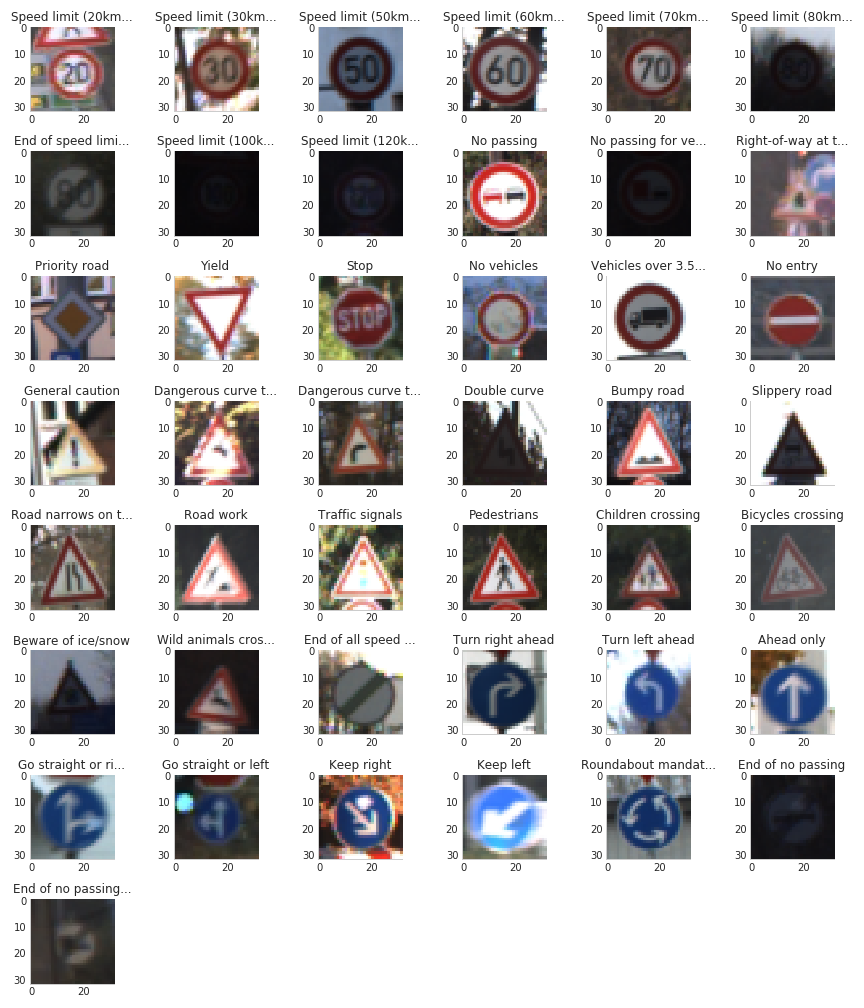 Speed limit (20km... Speed limit (30km... Speed limit (50km... Speed limit (60km... Speed limit (70km... Speed limit (80km...
0 0 0 0 0 0
10 10 10 10 10 10
20 30 50 60 70 80
20 20 20 20 20 20
30 30 30 30 30 30
0 20 0 20 0 20 0 20 0 20 0 20
End of speed limi... Speed limit (100k... Speed limit (120k... No passing No passing for ve... Right-of-way at t...
0 0 0 0 0 0
10 10 10 10 10 10
80
20 20 20 20 20 20
30 30 30 30 30 30
0 20 0 20 0 20 0 20 0 20 0 20
Priority road Yield Stop No vehicles Vehicles over 3.5... No entry
0 0 0 0 0 0
10 10 10 10 10 10
STOP
20 20 20 20 20 20
30 30 30 30 30 30
0 20 0 20 0 20 0 20 0 20 0 20
General caution Dangerous curve t... Dangerous curve t... Double curve Bumpy road Slippery road
0 0 0 0 0 0
10 10 10 10 10 10
20 20 20 20 20 20
30 30 30 30 30 30
0 20 0 20 0 20 0 20 0 20 0 20
Road narrows on t... Road work Traffic signals Pedestrians Children crossing Bicycles crossing
0 0 0 0 0 0
10 10 10 10 10 10
20 20 20 20 20 20
30 30 30 30 30 30
0 20 0 20 0 20 0 20 0 20 0 20
Beware of ice/snow Wild animals cros... End of all speed ... Turn right ahead Turn left ahead Ahead only
0 0 0 0 0 0
10 10 10 10 10 10
20 20 20 20 20 20
30 30 30 30 30 30
0 20 0 20 0 20 0 20 0 20 0 20
Go straight or ri... Go straight or left Keep right Keep left Roundabout mandat... End of no passing
0 0 0 0 0 0
10 10 10 10 10 10
20 20 20 20 20 20
30 30 30 30 30 30
0 20 0 20 0 20 0 20 0 20 0 20
End of no passing...
0
10
20
30
0 20